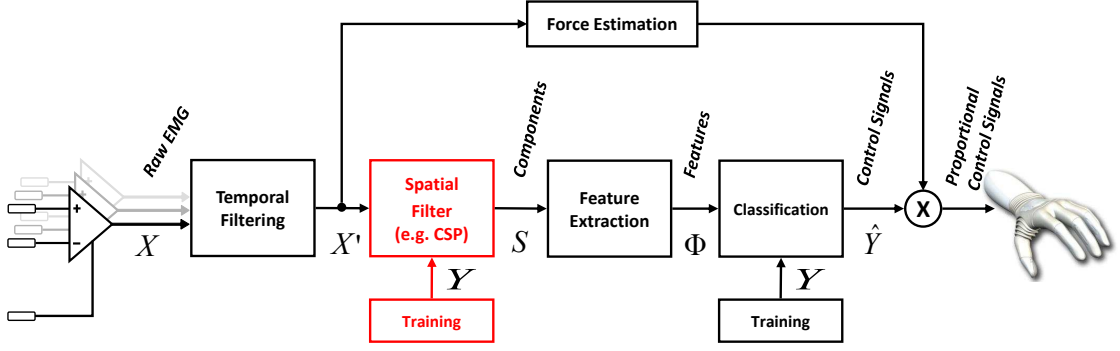 Force Estimation
Raw EMG
Components
Features
Control Signals
Proportional
Control Signals
+
−
Temporal
Filtering
Spatial
Filter
(e.g. CSP)
Feature
Extraction
Classification
X
X
X'
S
Φ
Ŷ
Y
Y
Training
Training